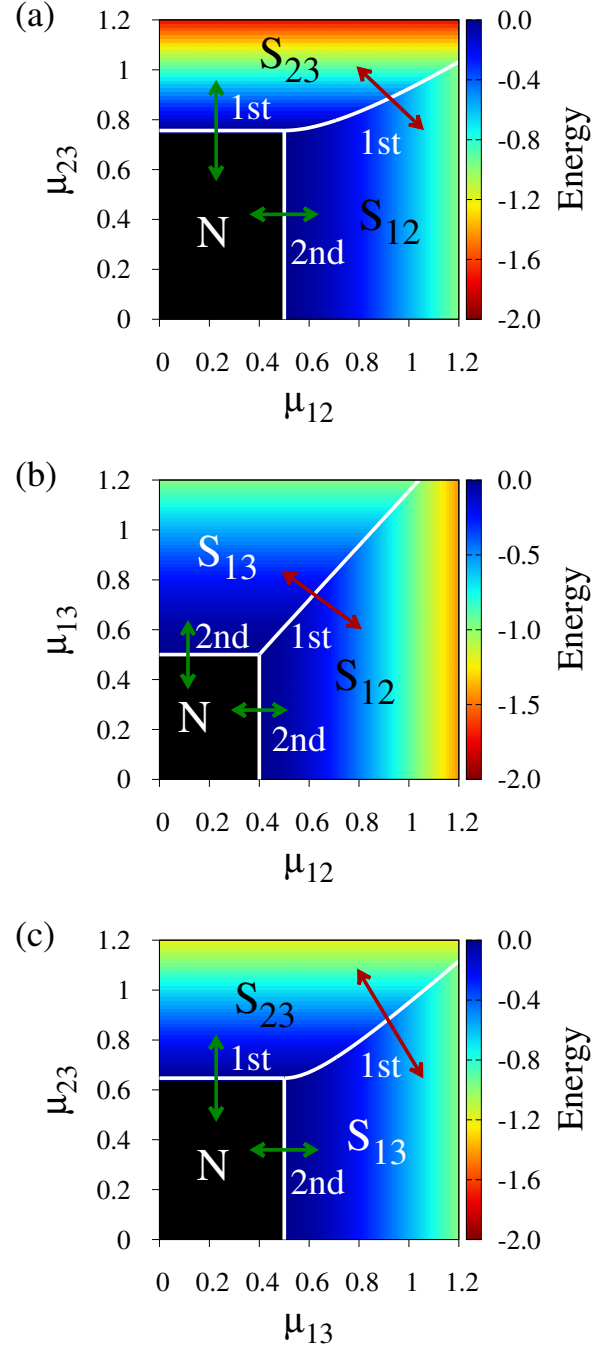 (a)
1.2
1
0.8
0.6
0.4
0.2
0
μ23
S23
1st
1st
N
S12
2nd
0 0.2 0.4 0.6 0.8 1 1.2
μ12
0.0
-0.4
-0.8
-1.2
-1.6
-2.0
Energy
(b)
1.2
1
0.8
0.6
0.4
0.2
0
μ13
S13
2nd
1st
N
S12
2nd
0 0.2 0.4 0.6 0.8 1 1.2
μ12
0.0
-0.5
-1.0
-1.5
-2.0
Energy
(c)
1.2
1
0.8
0.6
0.4
0.2
0
μ23
S23
1st
1st
N
S13
2nd
0 0.2 0.4 0.6 0.8 1 1.2
μ13
0.0
-0.4
-0.8
-1.2
-1.6
-2.0
Energy